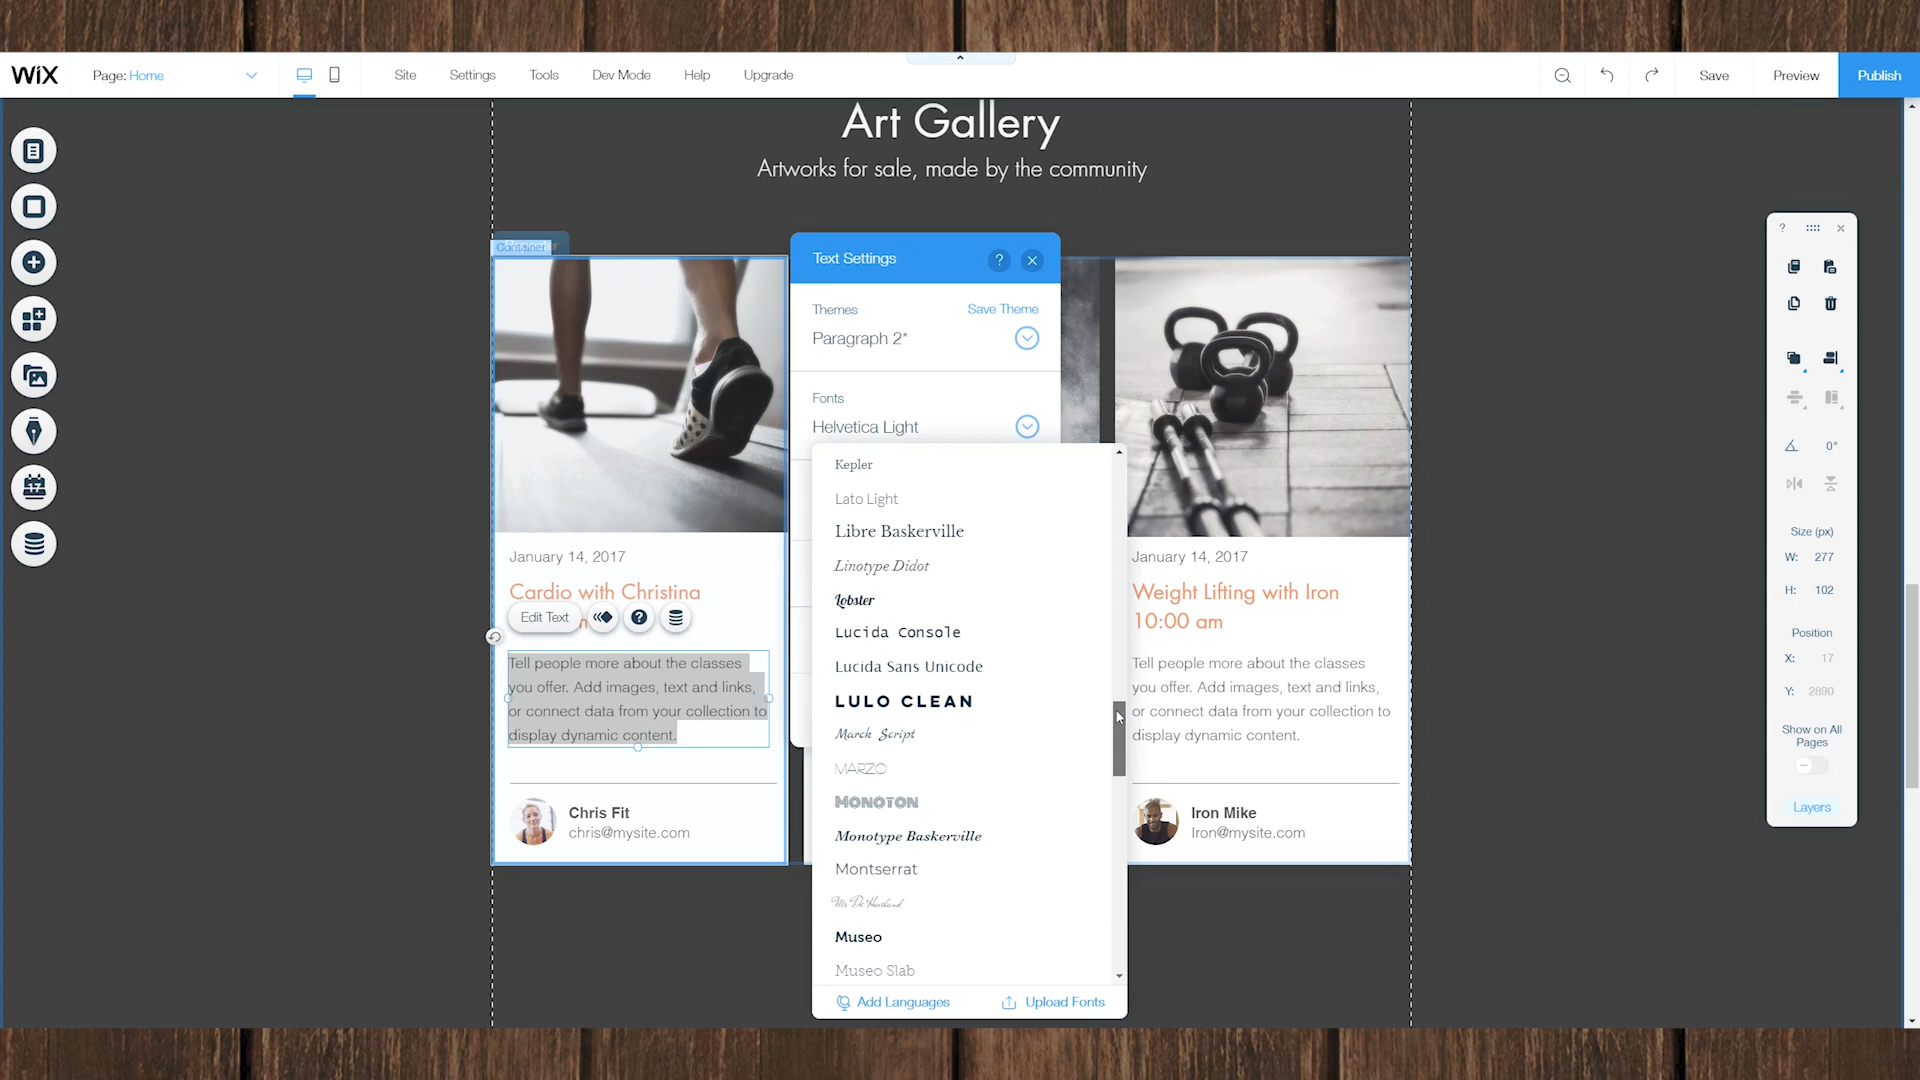 WiX
Page: Home
Site
Settings
Tools
Dev Mode
Help
Upgrade
Save
Preview
Publish
Art Gallery
Artworks for sale, made by the community
Container
Text Settings
?
Themes
Save Theme
Paragraph 2*
Fonts
Helvetica Light
Kepler
Lato Light
Libre Baskerville
Linotype Didot
Lobster
Lucida Console
Lucida Sans Unicode
LULO CLEAN
Marck Script
MARZO
MONOTON
Monotype Baskerville
Montserrat
Mr De Haviland
Museo
Museo Slab
Add Languages
Upload Fonts
January 14, 2017
Cardio with Christina
Edit Text
?
Tell people more about the classes
you offer. Add images, text and links,
or connect data from your collection to
display dynamic content.
Chris Fit
chris@mysite.com
January 14, 2017
Weight Lifting with Iron
10:00 am
Tell people more about the classes
you offer. Add images, text and links,
or connect data from your collection to
display dynamic content.
Iron Mike
Iron@mysite.com
17
?
0°
Size (px)
W: 277
H: 102
Position
X: 17
Y: 2890
Show on All
Pages
Layers